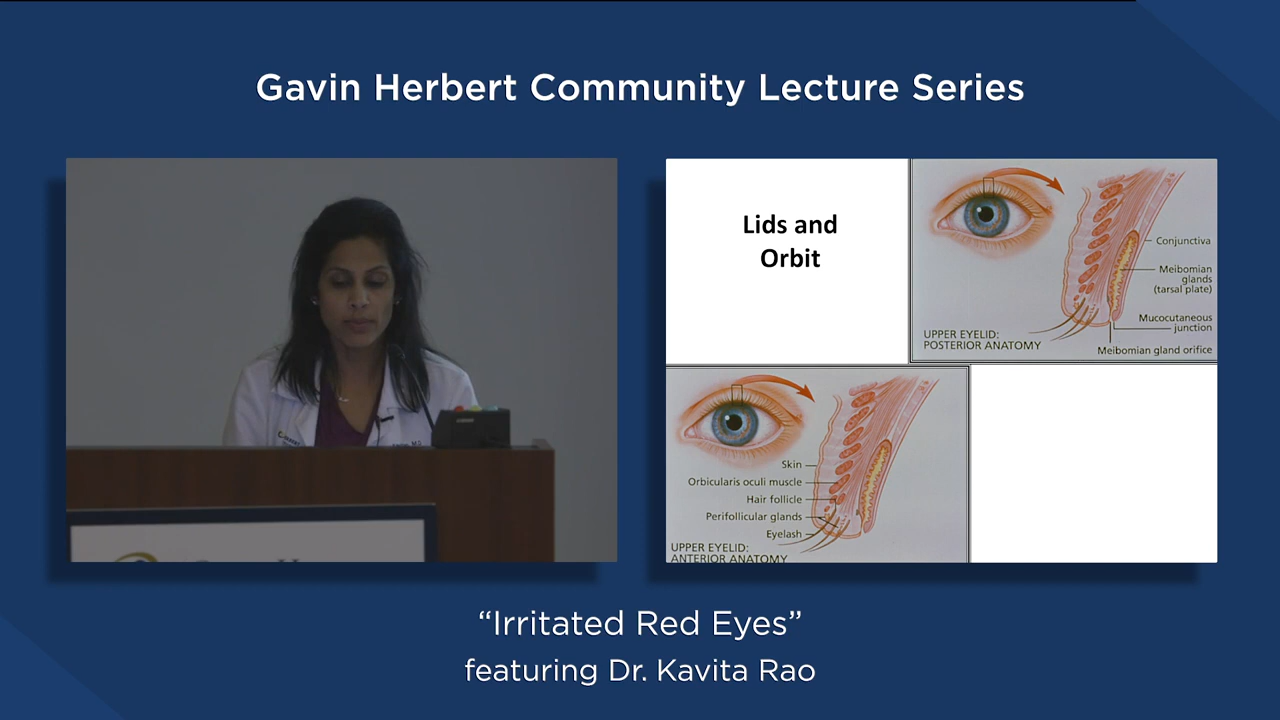 Gavin Herbert Community Lecture Series
Lids and
Orbit
Conjunctiva
Meibomian
glands
(tarsal plate)
Mucocutaneous
junction
Meibomian gland orifice
UPPER EYELID:
POSTERIOR ANATOMY
Skin
Orbicularis oculi muscle
Hair follicle
Perifollicular glands
Eyelash
UPPER EYELID:
ANTERIOR ANATOMY
“Irritated Red Eyes”
featuring Dr. Kavita Rao